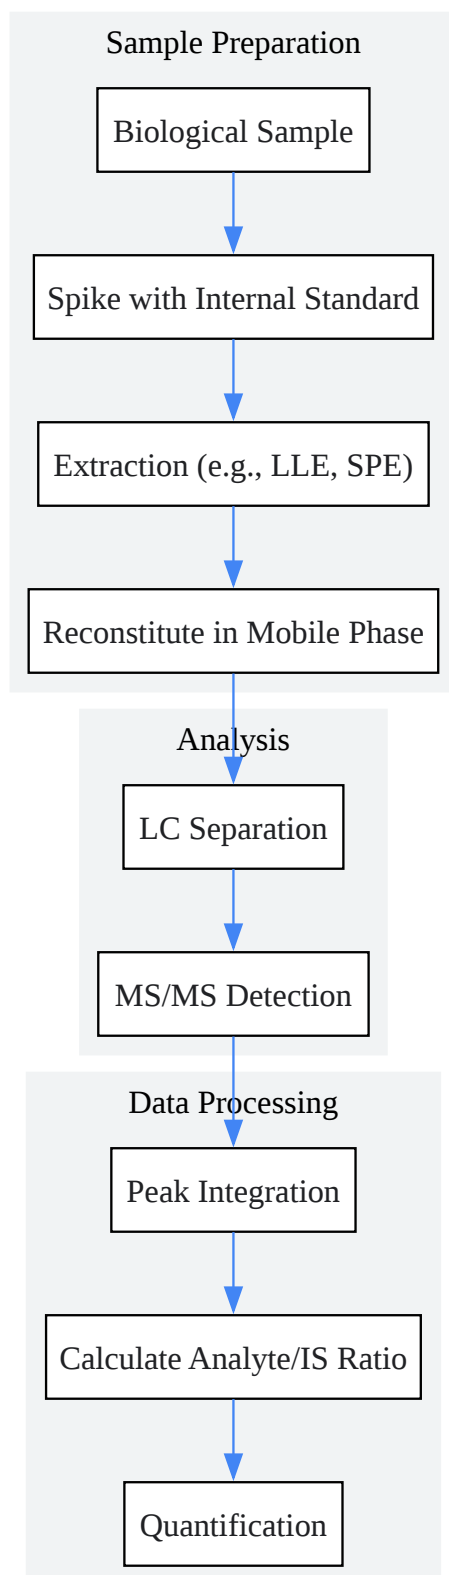 Sample Preparation
Biological Sample
Spike with Internal Standard
Extraction (e.g., LLE, SPE)
Reconstitute in Mobile Phase
Analysis
LC Separation
MS/MS Detection
Data Processing
Peak Integration
Calculate Analyte/IS Ratio
Quantification